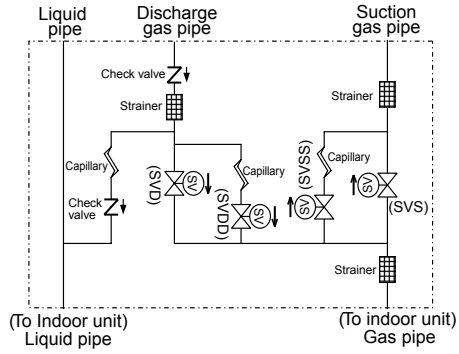 Liquid
pipe
Discharge
gas pipe
Suction
gas pipe
Check valve
Strainer
Strainer
Capillary
Check
valve
(SVD)
SV
Capillary
(SVDD)
SV
(SSVS)
Capillary
SV
SV
(SVS)
Strainer
(To Indoor unit)
Liquid pipe
(To indoor unit)
Gas pipe